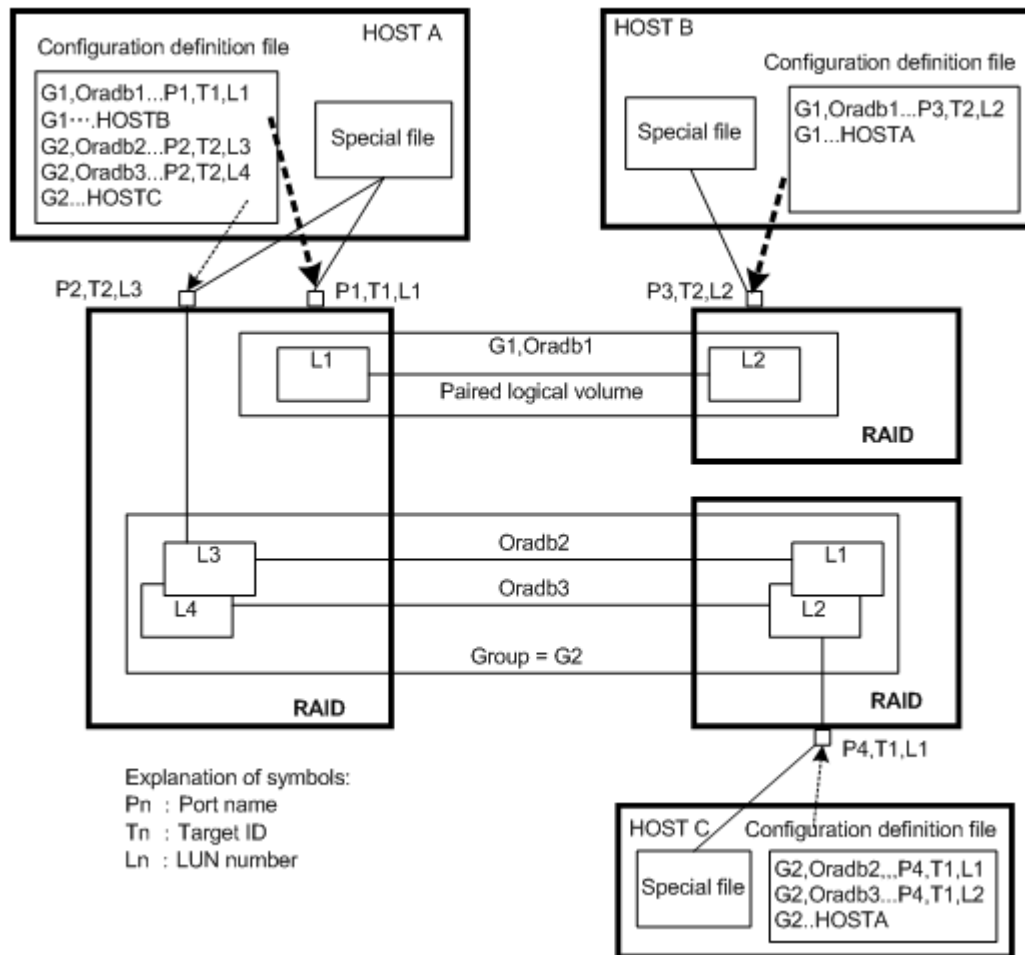 HOST A
Configuration definition file
G1,Oradb1...P1,T1,L1
G1….HOSTB
G2,Oradb2...P2,T2,L3
G2,Oradb3...P2,T2,L4
G2...HOSTC
Special file
HOST B
Configuration definition file
Special file
G1,Oradb1...P3,T2,L2
G1...HOSTA
P2,T2,L3
P1,T1,L1
P3,T2,L2
G1,Oradb1
L1
L2
Paired logical volume
RAID
Oradb2
L3
L1
Oradb3
L4
L2
Group = G2
RAID
RAID
P4,T1,L1
Explanation of symbols:
Pn : Port name
Tn : Target ID
Ln : LUN number
HOST C
Configuration definition file
Special file
G2,Oradb2,,,P4,T1,L1
G2,Oradb3...P4,T1,L2
G2..HOSTA